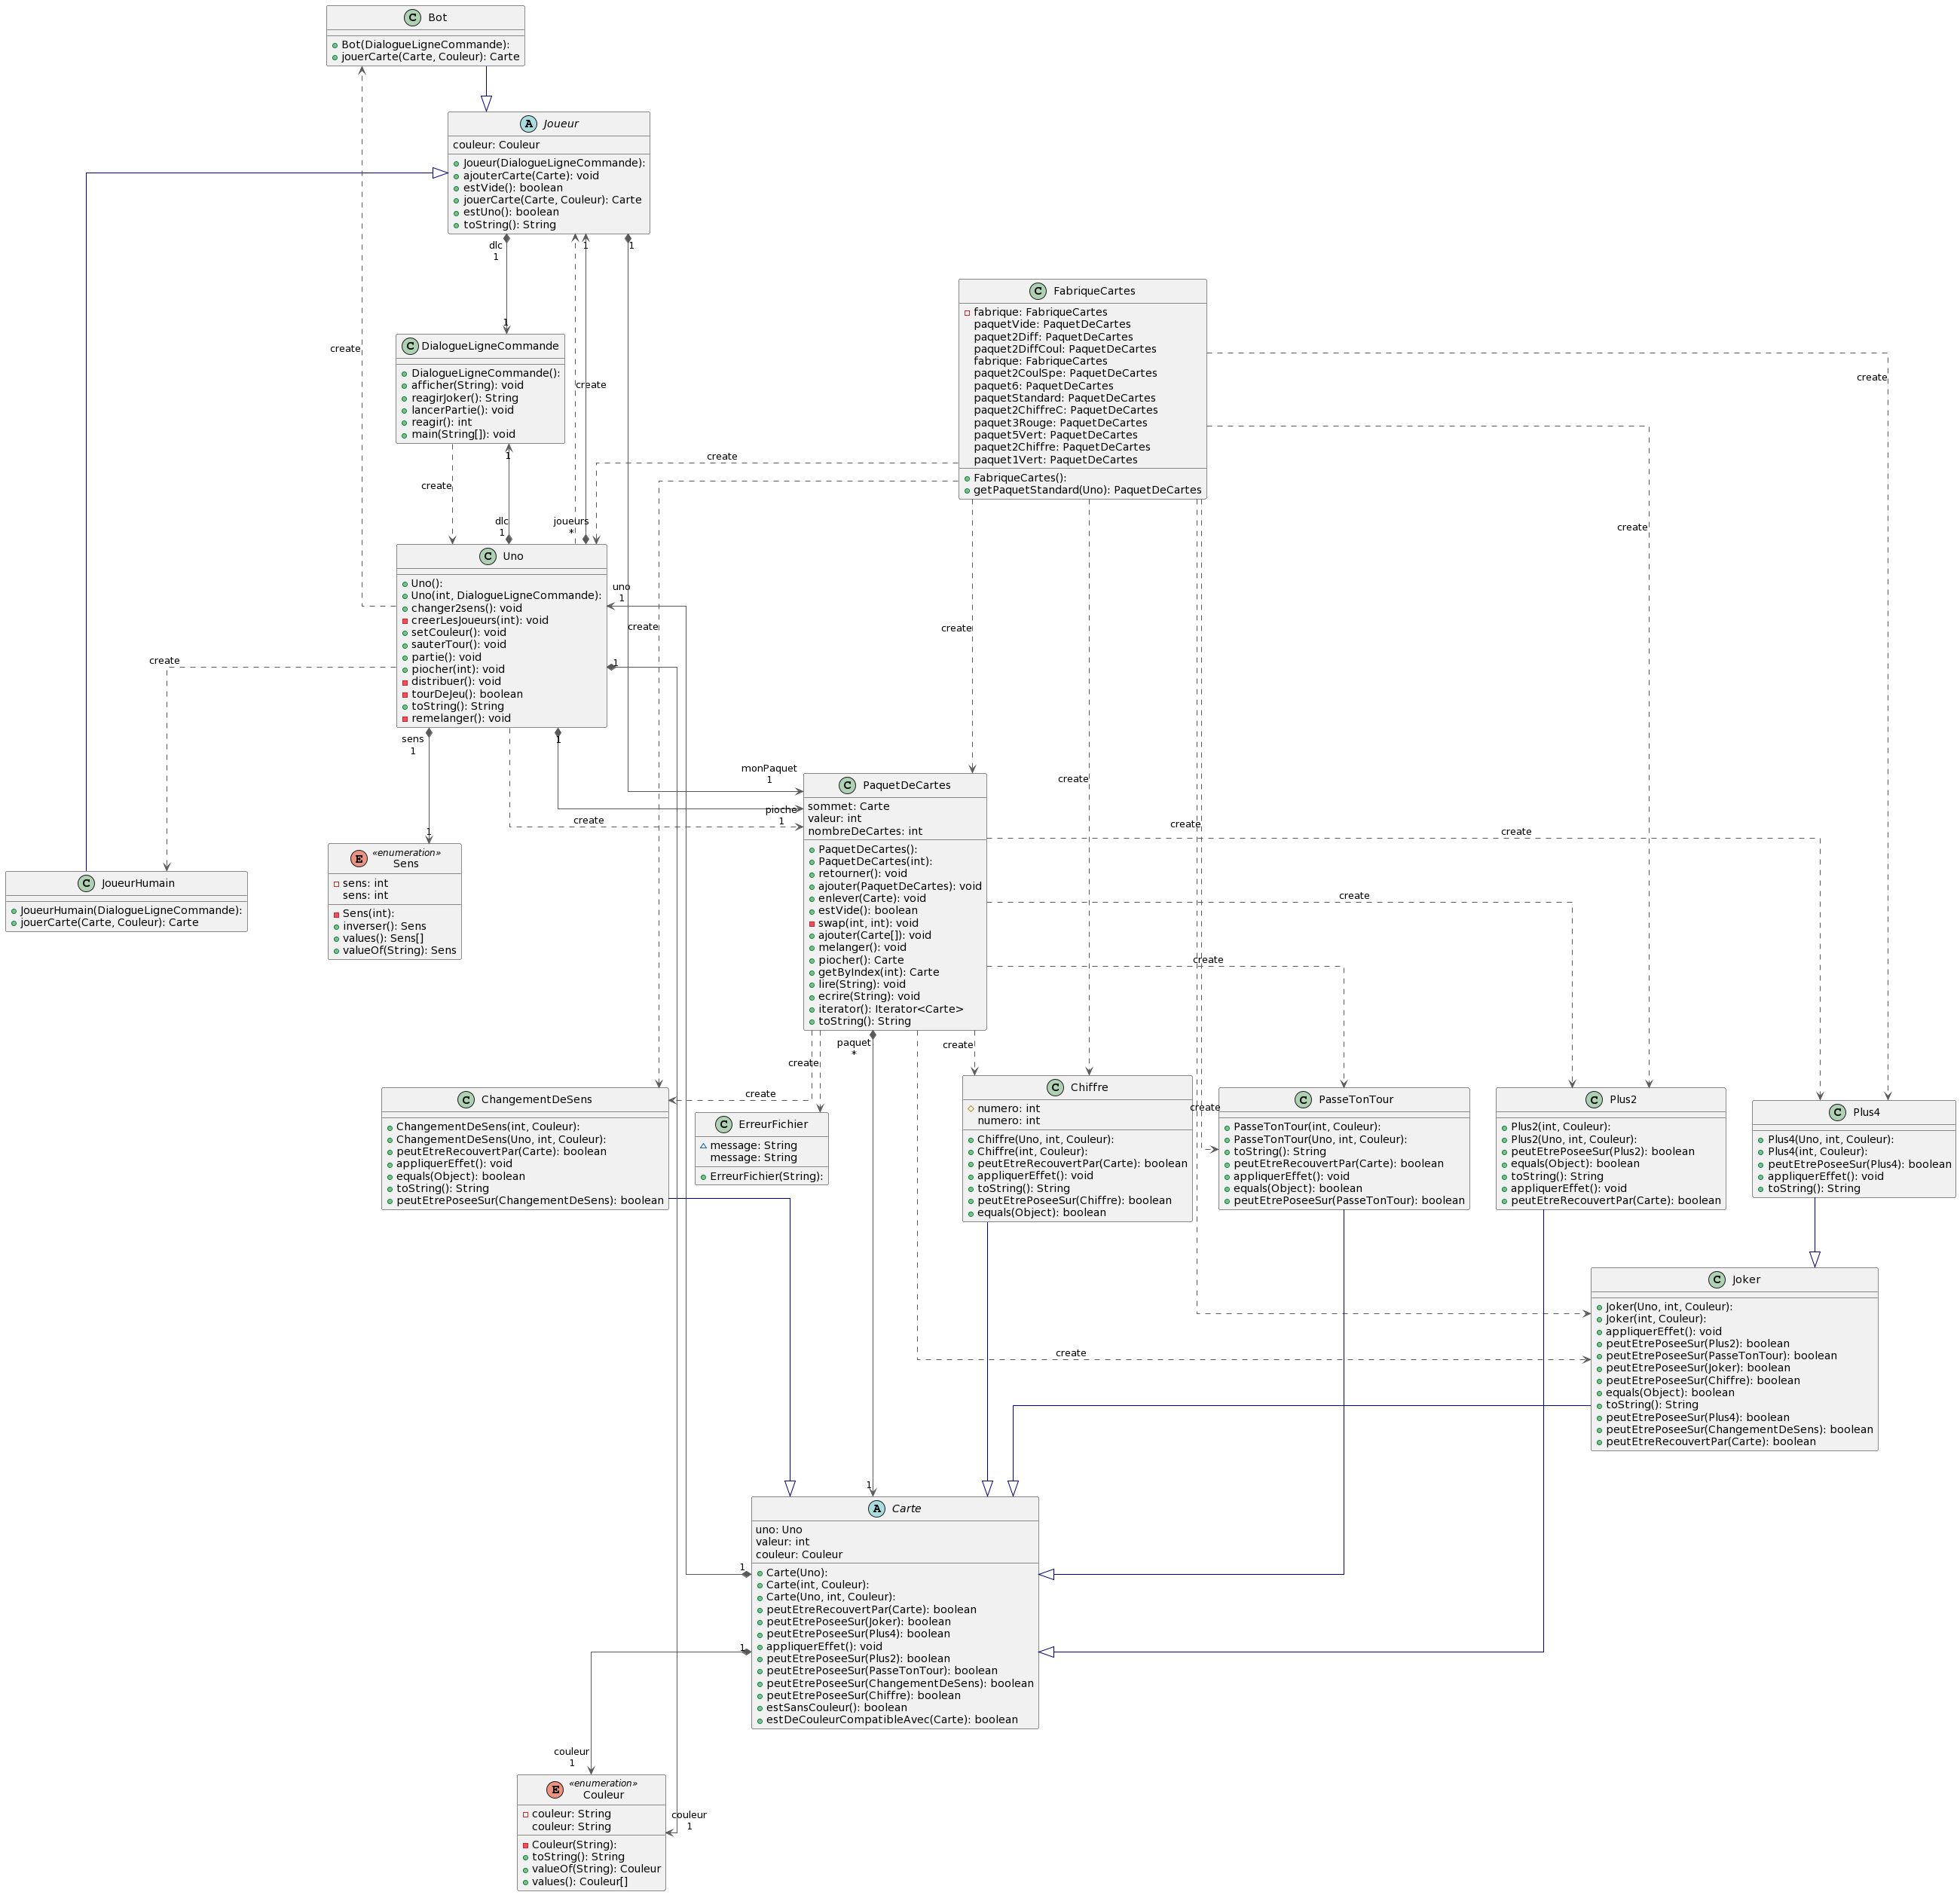 C Bot
Bot(DialogueLigneCommande):
jouerCarte(Carte, Couleur): Carte
A Joueur
couleur: Couleur
Joueur(DialogueLigneCommande):
ajouterCarte(Carte): void
estVide(): boolean
jouerCarte(Carte, Couleur): Carte
estUno(): boolean
toString(): String
dlc
1
1
1
1
create
create
C FabriqueCartes
fabrique: FabriqueCartes
paquetVide: PaquetDeCartes
paquet2Diff: PaquetDeCartes
paquet2DiffCoul: PaquetDeCartes
fabrique: FabriqueCartes
paquet2CoulSpe: PaquetDeCartes
paquet6: PaquetDeCartes
paquetStandard: PaquetDeCartes
paquet2ChiffreC: PaquetDeCartes
paquet3Rouge: PaquetDeCartes
paquet5Vert: PaquetDeCartes
paquet2Chiffre: PaquetDeCartes
paquet1Vert: PaquetDeCartes
FabriqueCartes():
getPaquetStandard(Uno): PaquetDeCartes
create
C DialogueLigneCommande
DialogueLigneCommande():
afficher(String): void
reagirJoker(): String
lancerPartie(): void
reagir(): int
main(String[]): void
1
create
create
create
dlc
1
joueurs
*
C Uno
Uno():
Uno(int, DialogueLigneCommande):
changer2sens(): void
creerLesJoueurs(int): void
setCouleur(): void
sauterTour(): void
partie(): void
piocher(int): void
distribuer(): void
tourDeJeu(): boolean
toString(): String
remelanger(): void
uno
1
create
create
create
1
sens
1
1
monPaquet
1
pioche
1
create
create
create
create
1
C PaquetDeCartes
sommet: Carte
valeur: int
nombreDeCartes: int
PaquetDeCartes():
PaquetDeCartes(int):
retourner(): void
ajouter(PaquetDeCartes): void
enlever(Carte): void
estVide(): boolean
swap(int, int): void
ajouter(Carte[]): void
melanger(): void
piocher(): Carte
getByIndex(int): Carte
lire(String): void
ecrire(String): void
iterator(): Iterator<Carte>
toString(): String
E «enumeration»
Sens
sens: int
sens: int
Sens(int):
inverser(): Sens
values(): Sens[]
valueOf(String): Sens
C JoueurHumain
JoueurHumain(DialogueLigneCommande):
jouerCarte(Carte, Couleur): Carte
create
create
create
create
paquet
*
create
create
create
C ChangementDeSens
ChangementDeSens(int, Couleur):
ChangementDeSens(Uno, int, Couleur):
peutEtreRecouvertPar(Carte): boolean
appliquerEffet(): void
equals(Object): boolean
toString(): String
peutEtrePoseeSur(ChangementDeSens): boolean
C ErreurFichier
message: String
message: String
ErreurFichier(String):
C Chiffre
numero: int
numero: int
Chiffre(Uno, int, Couleur):
Chiffre(int, Couleur):
peutEtreRecouvertPar(Carte): boolean
appliquerEffet(): void
toString(): String
peutEtrePoseeSur(Chiffre): boolean
equals(Object): boolean
C PasseTonTour
PasseTonTour(int, Couleur):
PasseTonTour(Uno, int, Couleur):
toString(): String
peutEtreRecouvertPar(Carte): boolean
appliquerEffet(): void
equals(Object): boolean
peutEtrePoseeSur(PasseTonTour): boolean
C Plus2
Plus2(int, Couleur):
Plus2(Uno, int, Couleur):
peutEtrePoseeSur(Plus2): boolean
equals(Object): boolean
toString(): String
appliquerEffet(): void
peutEtreRecouvertPar(Carte): boolean
C Plus4
Plus4(Uno, int, Couleur):
Plus4(int, Couleur):
peutEtrePoseeSur(Plus4): boolean
appliquerEffet(): void
toString(): String
C Joker
Joker(Uno, int, Couleur):
Joker(int, Couleur):
appliquerEffet(): void
peutEtrePoseeSur(Plus2): boolean
peutEtrePoseeSur(PasseTonTour): boolean
peutEtrePoseeSur(Joker): boolean
peutEtrePoseeSur(Chiffre): boolean
equals(Object): boolean
toString(): String
peutEtrePoseeSur(Plus4): boolean
peutEtrePoseeSur(ChangementDeSens): boolean
peutEtreRecouvertPar(Carte): boolean
create
1
A Carte
uno: Uno
valeur: int
couleur: Couleur
Carte(Uno):
Carte(int, Couleur):
Carte(Uno, int, Couleur):
peutEtreRecouvertPar(Carte): boolean
peutEtrePoseeSur(Joker): boolean
peutEtrePoseeSur(Plus4): boolean
appliquerEffet(): void
peutEtrePoseeSur(Plus2): boolean
peutEtrePoseeSur(PasseTonTour): boolean
peutEtrePoseeSur(ChangementDeSens): boolean
peutEtrePoseeSur(Chiffre): boolean
estSansCouleur(): boolean
estDeCouleurCompatibleAvec(Carte): boolean
1
1
couleur
1
E «enumeration»
Couleur
couleur: String
couleur: String
Couleur(String):
toString(): String
valueOf(String): Couleur
values(): Couleur[]
couleur
1